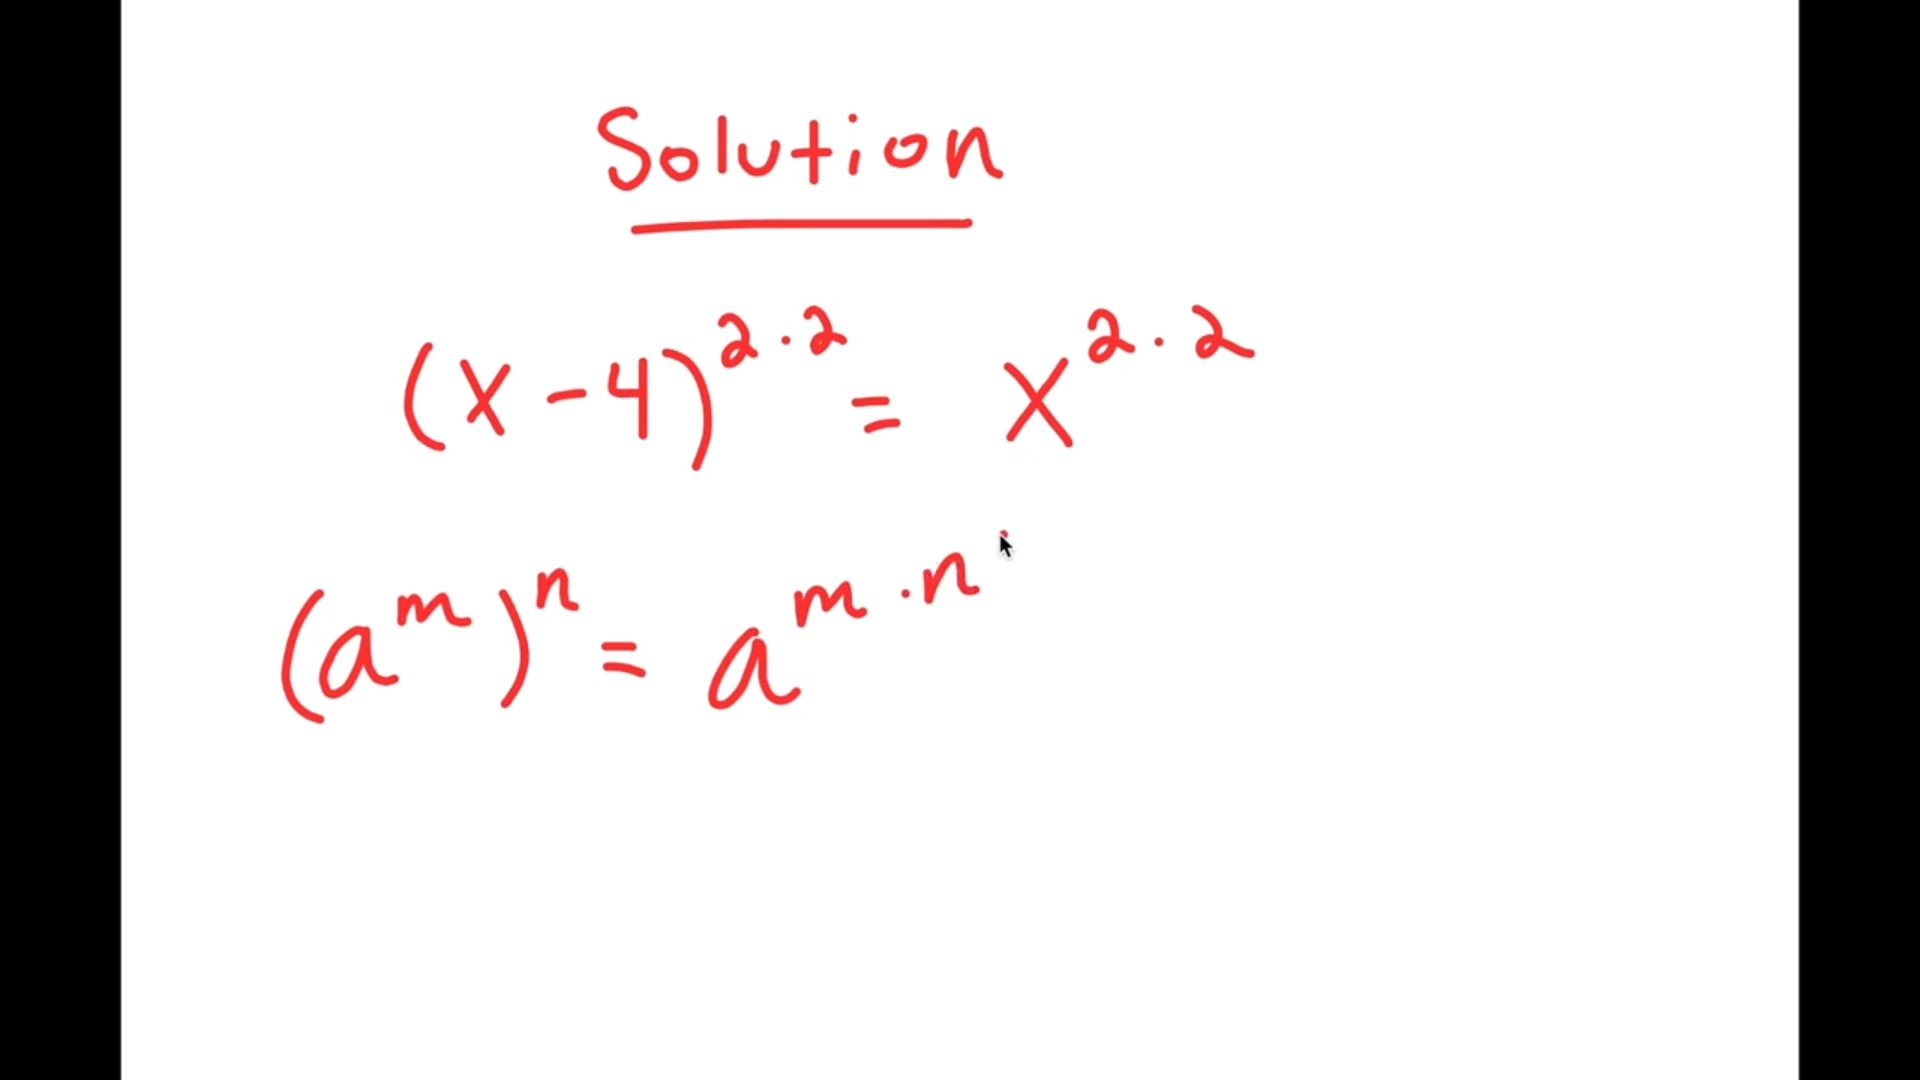 Solution
(x-4)^{2·2} = x^{2·2}
(a^m)^n = a^{m·n}